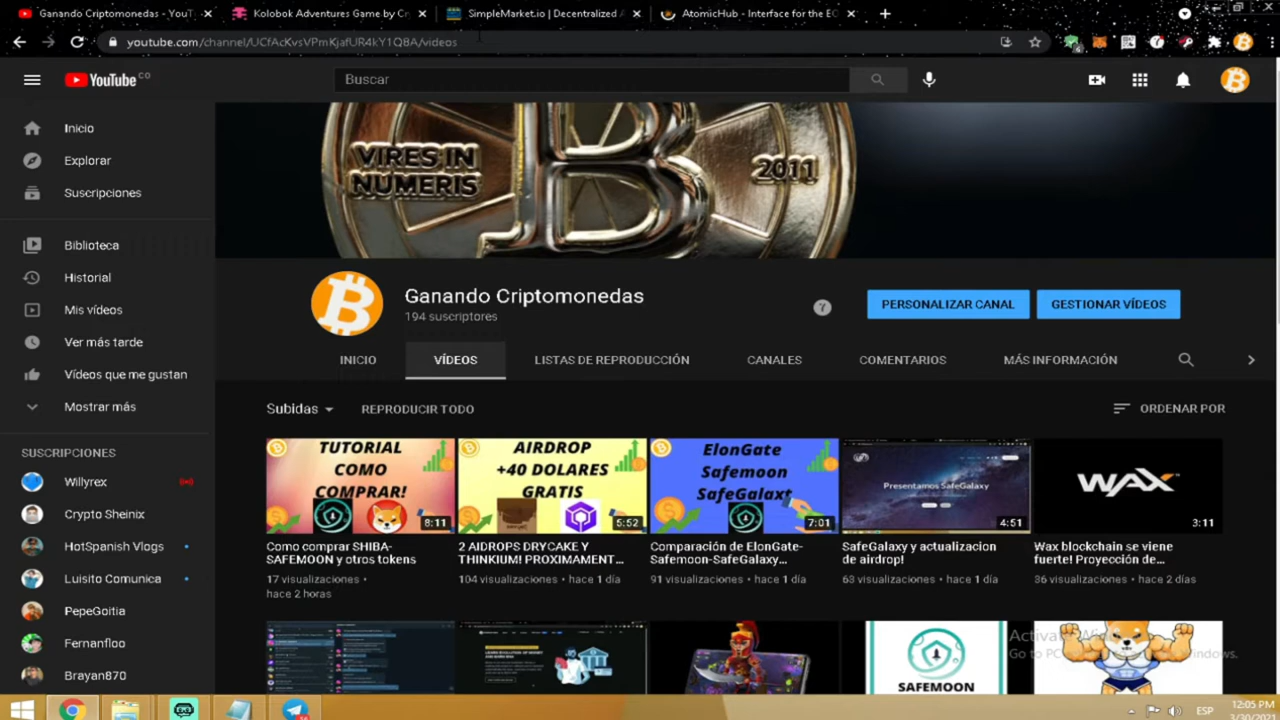 Ganando Criptomonedas - YouT
Kolobok Adventures Game by Cr
SimpleMarket.io | Decentralized A
AtomicHub - Interface for the EO
youtube.com/channel/UCfAcKvsVPmKjafUR4kY1Q8A/videos
YouTube CO
Buscar
Inicio
Explorar
Suscripciones
Biblioteca
Historial
Mis vídeos
Ver más tarde
Vídeos que me gustan
Mostrar más
SUSCRIPCIONES
Willyrex
Crypto Sheinix
HotSpanish Vlogs
Luisito Comunica
PepeGoitia
Brayan a70
VIRES IN
NUMERIS
2011
Ganando Criptomonedas
194 suscriptores
PERSONALIZAR CANAL
GESTIONAR VÍDEOS
INICIO
VÍDEOS
LISTAS DE REPRODUCCIÓN
CANALES
COMENTARIOS
MÁS INFORMACIÓN
Subidas
REPRODUCIR TODO
ORDENAR POR
TUTORIAL
COMO
COMPRAR!
8:11
Como comprar SHIBA-
SAFEMOON y otros tokens
17 visualizaciones •
hace 2 horas
AIRDROP
+40 DOLARES
GRATIS
5:52
2 AIDROPS DRYCAKE Y
THINKIUM! PROXIMAMENT...
104 visualizaciones • hace 1 día
ElonGate
Safemoon
SafeGalaxt
7:01
Comparación de ElonGate-
Safemoon-SafeGalaxy...
91 visualizaciones • hace 1 día
Presentamos SafeGalaxy
4:51
SafeGalaxy y actualizacion
de airdrop!
63 visualizaciones • hace 1 día
WAX
3:11
Wax blockchain se viene
fuerte! Proyección de...
36 visualizaciones • hace 2 días
SAFEMOON
ESP
12:05 PM
3/30/2021